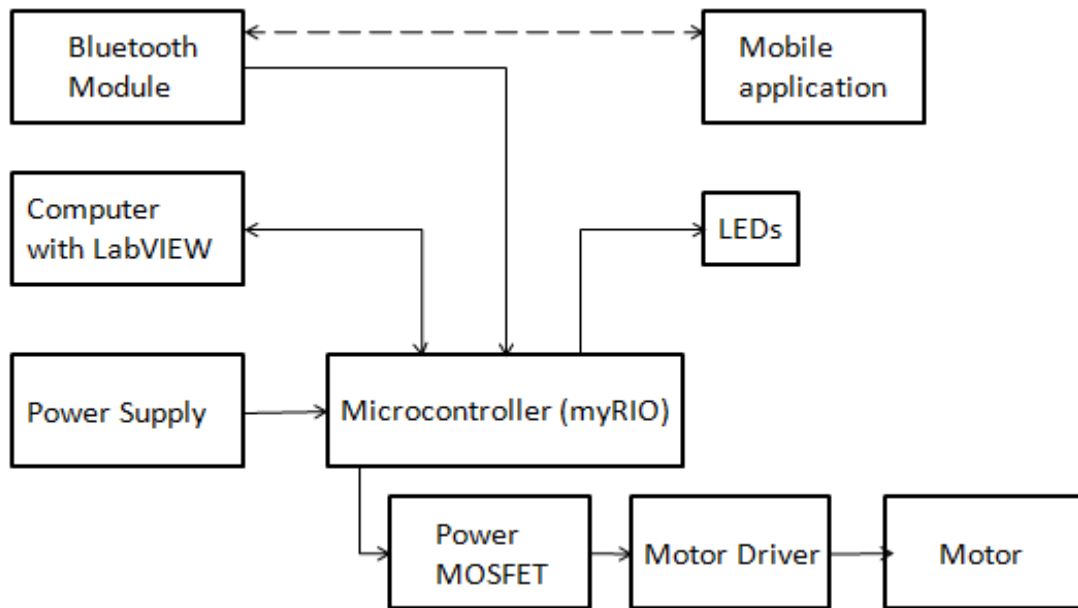 Bluetooth
Module
Mobile
application
Computer
with LabVIEW
LEDs
Power Supply
Microcontroller (myRIO)
Power
MOSFET
Motor Driver
Motor